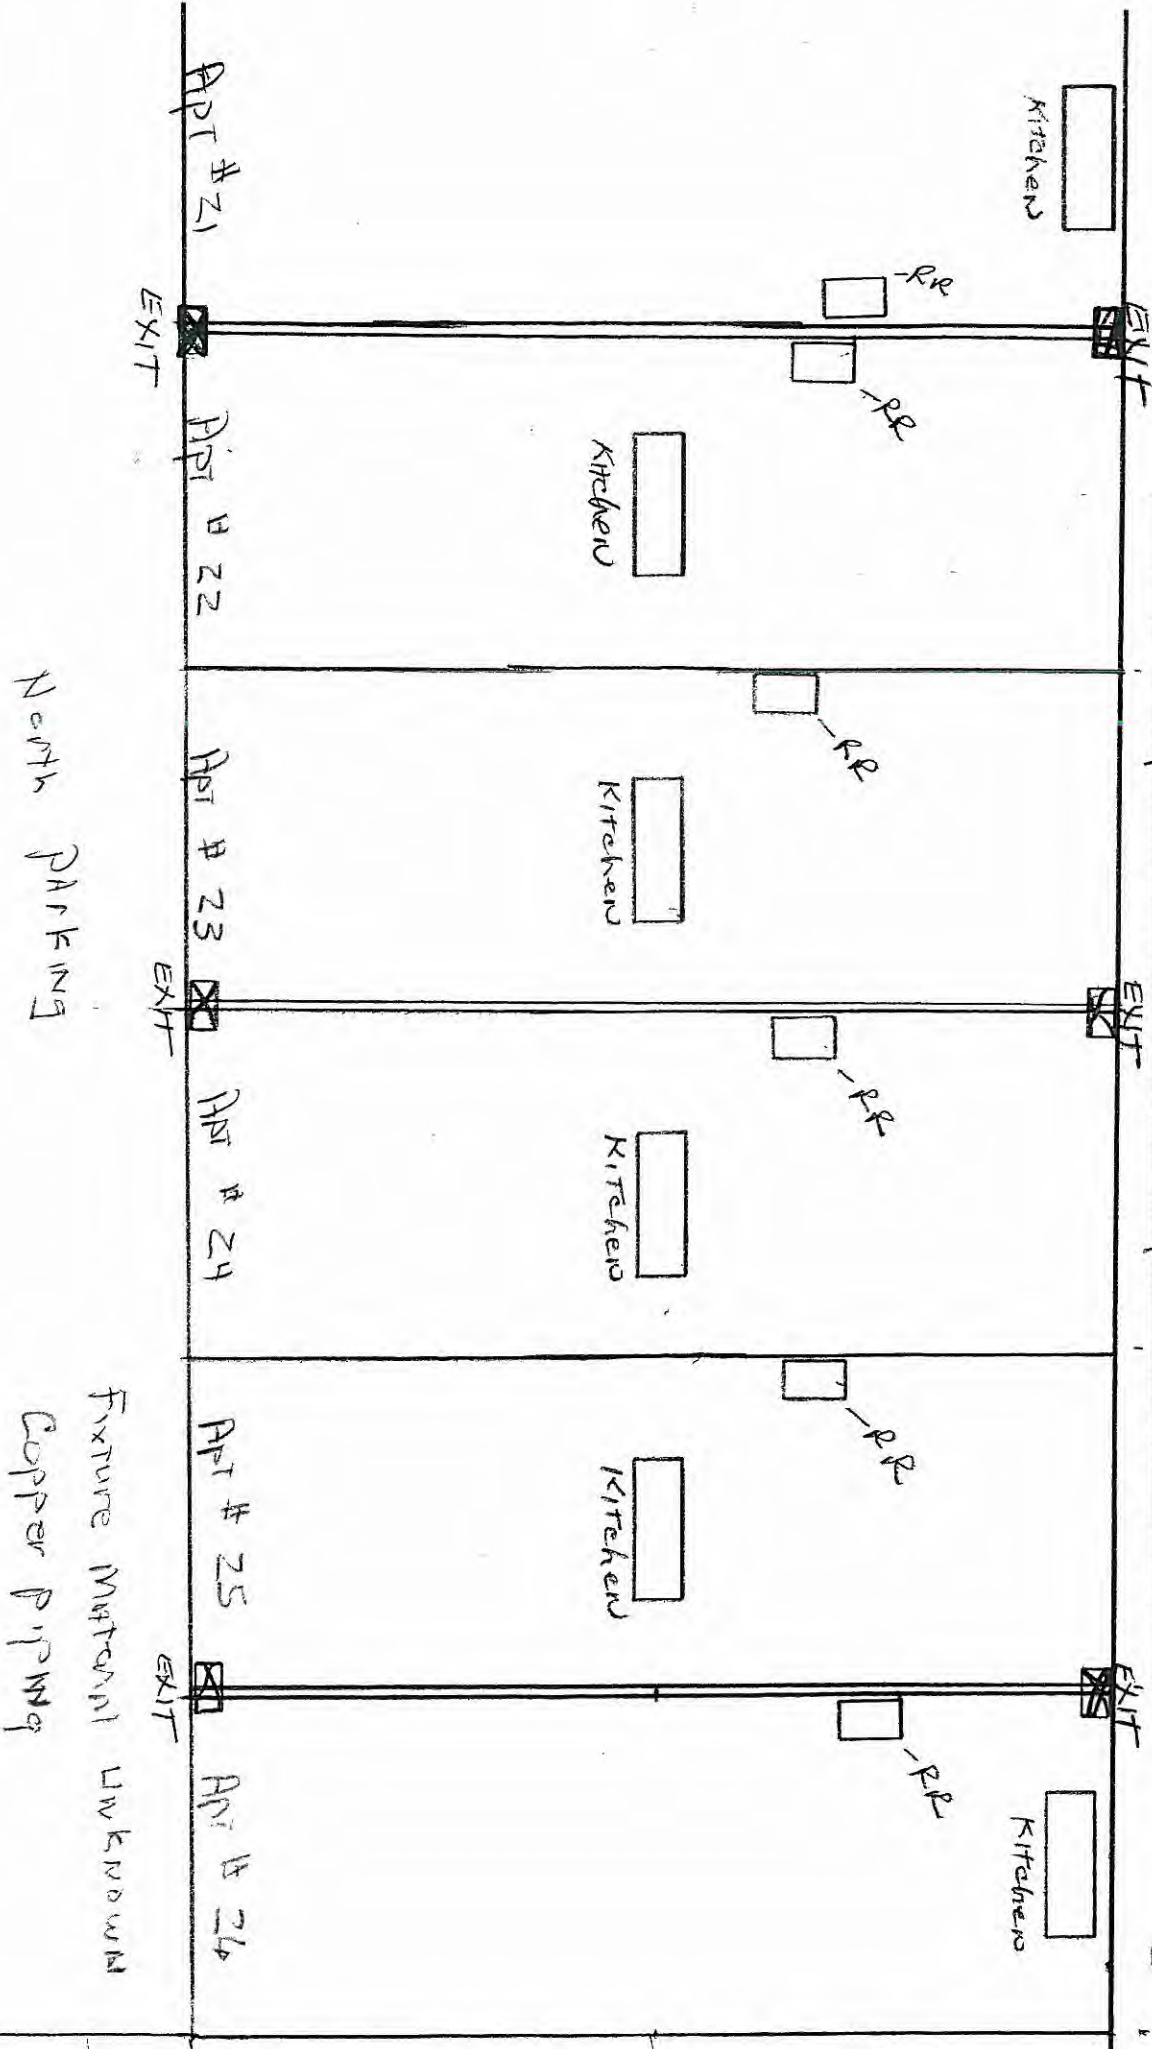 EXIT
EXIT
EXIT
Kitchen
Kitchen
-RR
-RR
-RR
-RR
-RR
-RR
Kitchen
Kitchen
Kitchen
Kitchen
Apt #21
Apt # 22
Apt # 23
Apt # 24
Apt # 25
Apt # 26
EXIT
EXIT
EXIT
North Parking
Fixture Material Unknown
Copper Piping